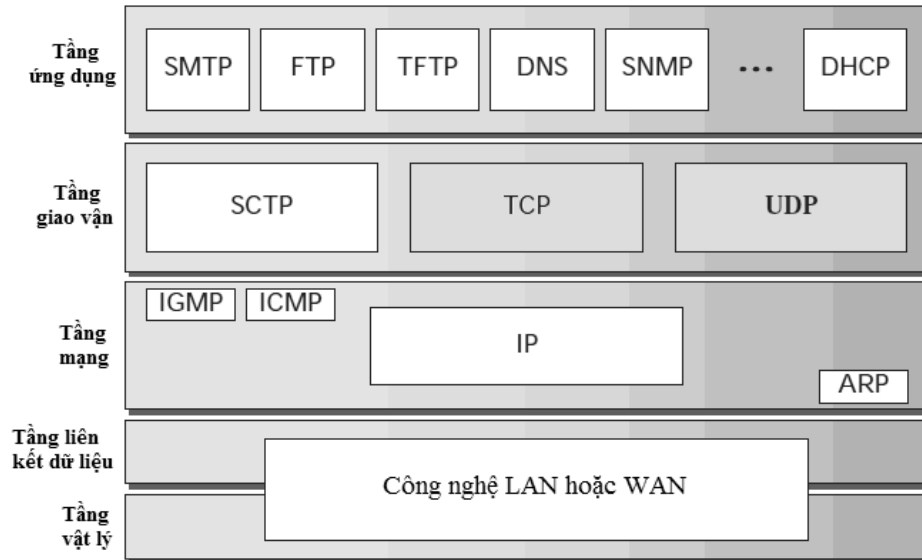 Tầng
ứng dụng
SMTP
FTP
TFTP
DNS
SNMP
...
DHCP
Tầng
giao vận
SCTP
TCP
UDP
IGMP
ICMP
Tầng
mạng
IP
ARP
Tầng liên
kết dữ liệu
Công nghệ LAN hoặc WAN
Tầng
vật lý